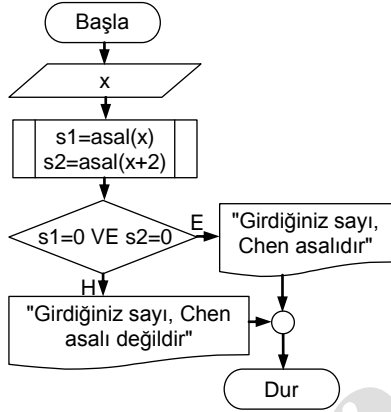 Başla
x
s1=asal(x)
s2=asal(x+2)
s1=0 VE s2=0
E
"Girdiğiniz sayı,
Chen asalıdır"
H
"Girdiğiniz sayı, Chen
asalı değildir"
Dur